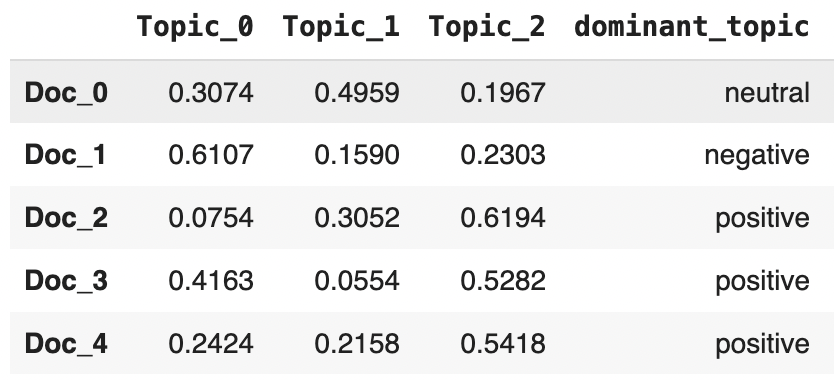 Topic_0 Topic_1 Topic_2 dominant_topic
Doc_0 0.3074 0.4959 0.1967 neutral
Doc_1 0.6107 0.1590 0.2303 negative
Doc_2 0.0754 0.3052 0.6194 positive
Doc_3 0.4163 0.0554 0.5282 positive
Doc_4 0.2424 0.2158 0.5418 positive